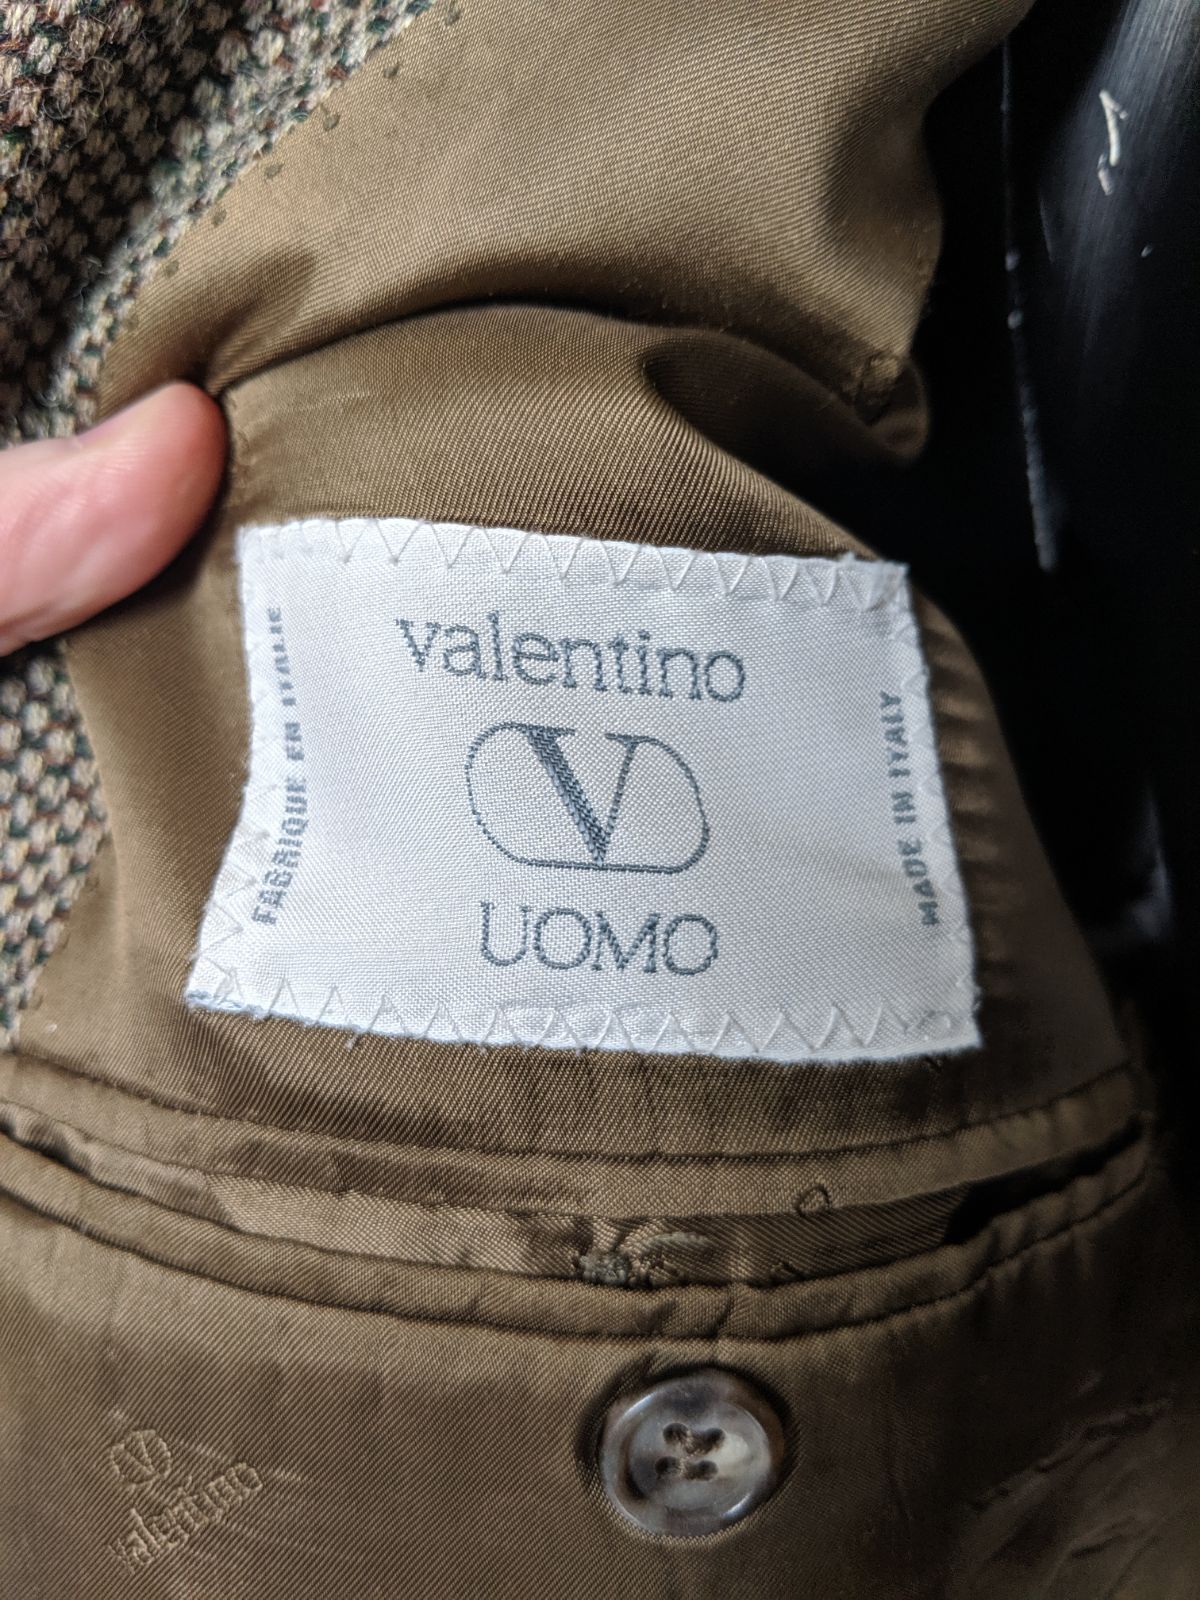 valentino
V
UOMO
FABRIQUE EN ITALIE
MADE IN ITALY
V
valentino